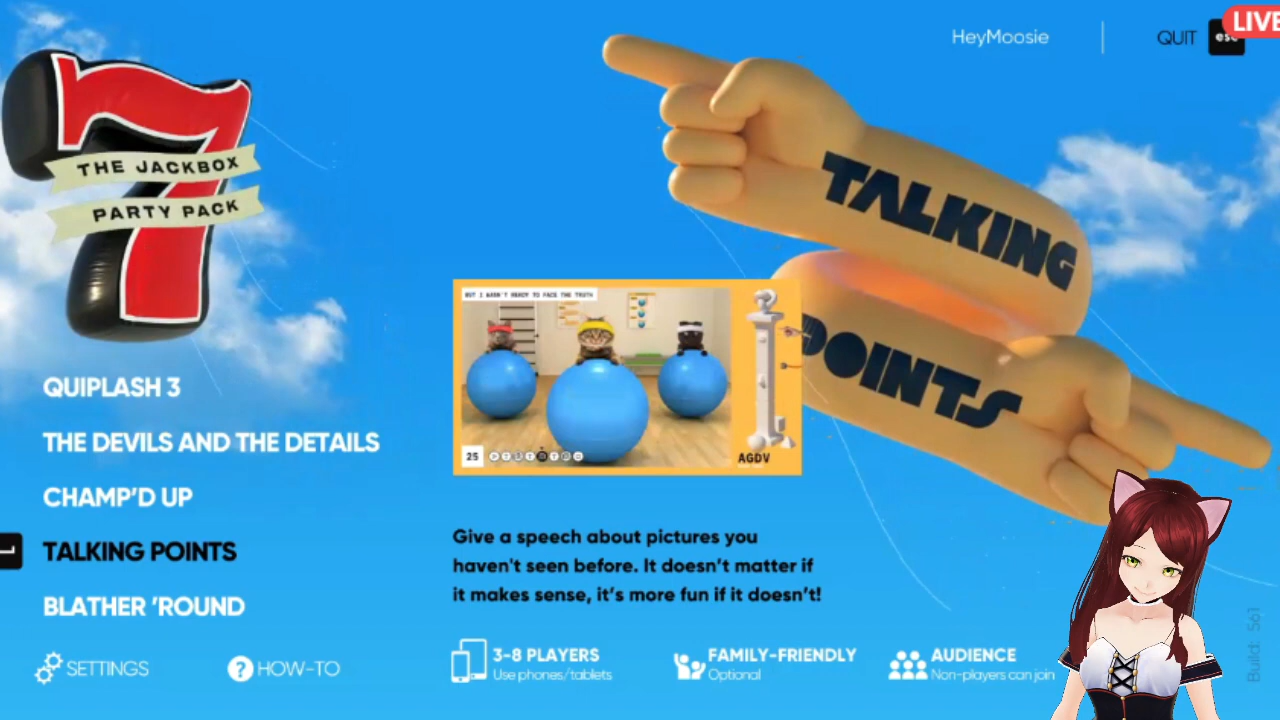 HeyMoosie
QUIT
esc
LIVE
THE JACKBOX
PARTY PACK
7
TALKING
POINTS
BUT I WASN'T READY TO FACE THE TRUTH
25
AGDV
QUIPLASH 3
THE DEVILS AND THE DETAILS
CHAMP'D UP
TALKING POINTS
BLATHER 'ROUND
Give a speech about pictures you
haven't seen before. It doesn't matter if
it makes sense, it's more fun if it doesn't!
SETTINGS
? HOW-TO
3-8 PLAYERS
Use phones/tablets
FAMILY-FRIENDLY
Optional
AUDIENCE
Non-players can join
Build: 561